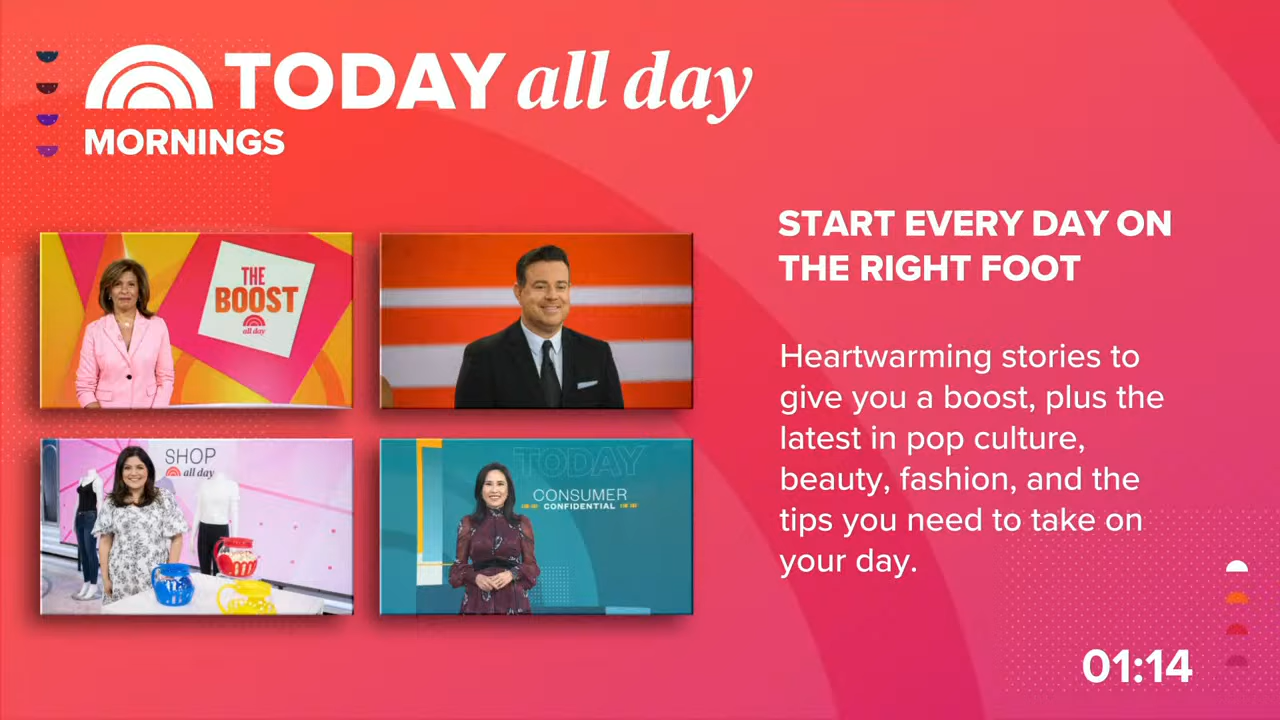 TODAY all day
MORNINGS
START EVERY DAY ON
THE RIGHT FOOT
THE
BOOST
all day
Heartwarming stories to
give you a boost, plus the
latest in pop culture,
beauty, fashion, and the
tips you need to take on
your day.
SHOP
all day
TODAY
CONSUMER
CONFIDENTIAL
01:14